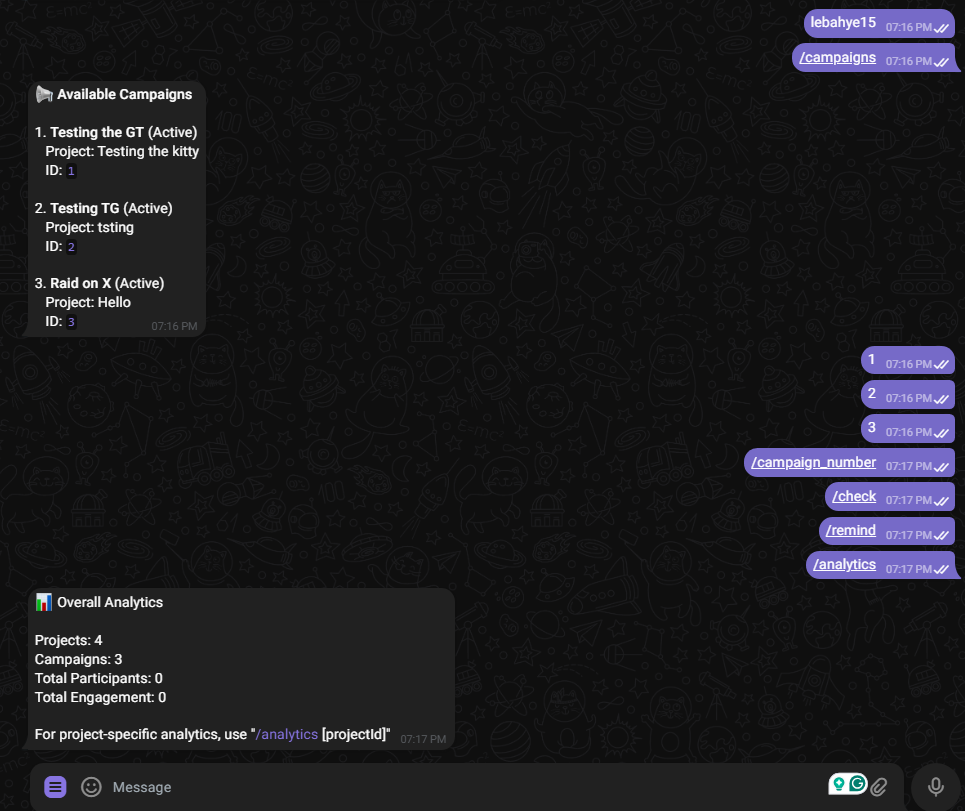 lebahye15 07:16 PM
/campaigns 07:16 PM
Available Campaigns
1. Testing the GT (Active)
Project: Testing the kitty
ID: 1
2. Testing TG (Active)
Project: tsting
ID: 2
3. Raid on X (Active)
Project: Hello
ID: 3
07:16 PM
1 07:16 PM
2 07:16 PM
3 07:16 PM
/campaign_number 07:17 PM
/check 07:17 PM
/remind 07:17 PM
/analytics 07:17 PM
Overall Analytics
Projects: 4
Campaigns: 3
Total Participants: 0
Total Engagement: 0
For project-specific analytics, use "/analytics [projectId]" 07:17 PM
Message